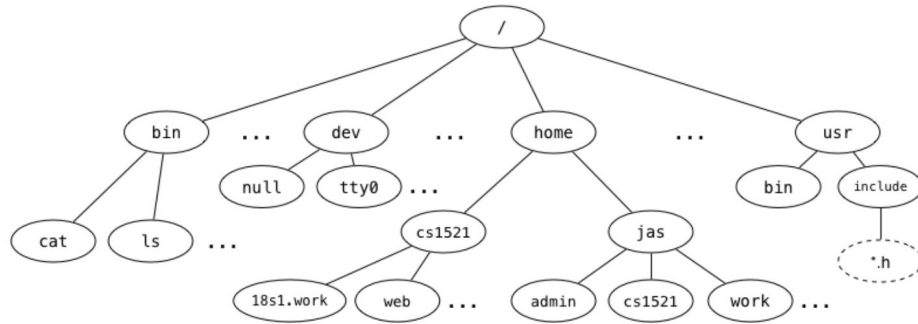 /
bin ... dev ... home ... usr
null tty0 ... bin include
cat ls ... cs1521 jas *.h
18s1.work web ... admin cs1521 work ...